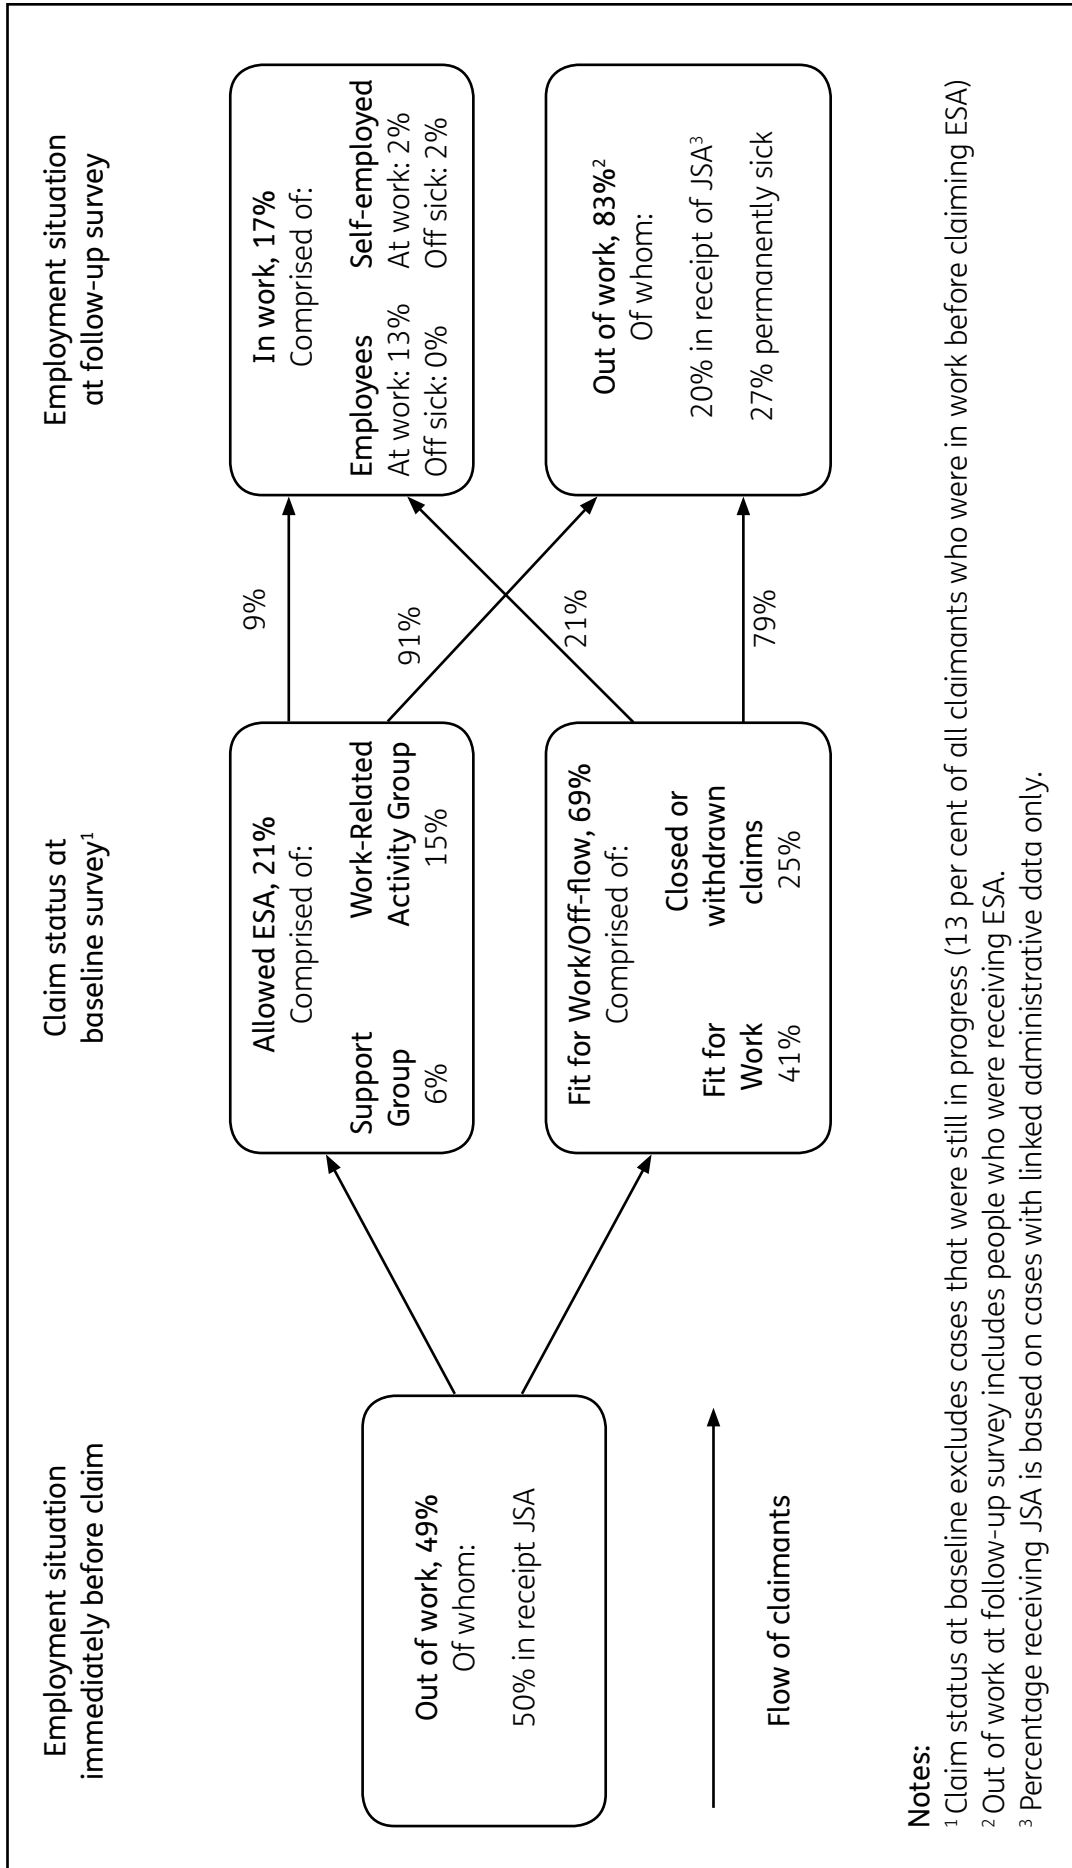 Employment situation
immediately before claim
Claim status at
baseline survey¹
Employment situation
at follow-up survey
Out of work, 49%
Of whom:
50% in receipt JSA
Flow of claimants
Allowed ESA, 21%
Comprised of:
Support
Group
6%
Work-Related
Activity Group
15%
Fit for Work/Off-flow, 69%
Comprised of:
Fit for
Work
41%
Closed or
withdrawn
claims
25%
9%
91%
21%
79%
In work, 17%
Comprised of:
Employees
At work: 13%
Off sick: 0%
Self-employed
At work: 2%
Off sick: 2%
Out of work, 83%²
Of whom:
20% in receipt of JSA³
27% permanently sick
Notes:
¹ Claim status at baseline excludes cases that were still in progress (13 per cent of all claimants who were in work before claiming ESA)
² Out of work at follow-up survey includes people who were receiving ESA.
³ Percentage receiving JSA is based on cases with linked administrative data only.